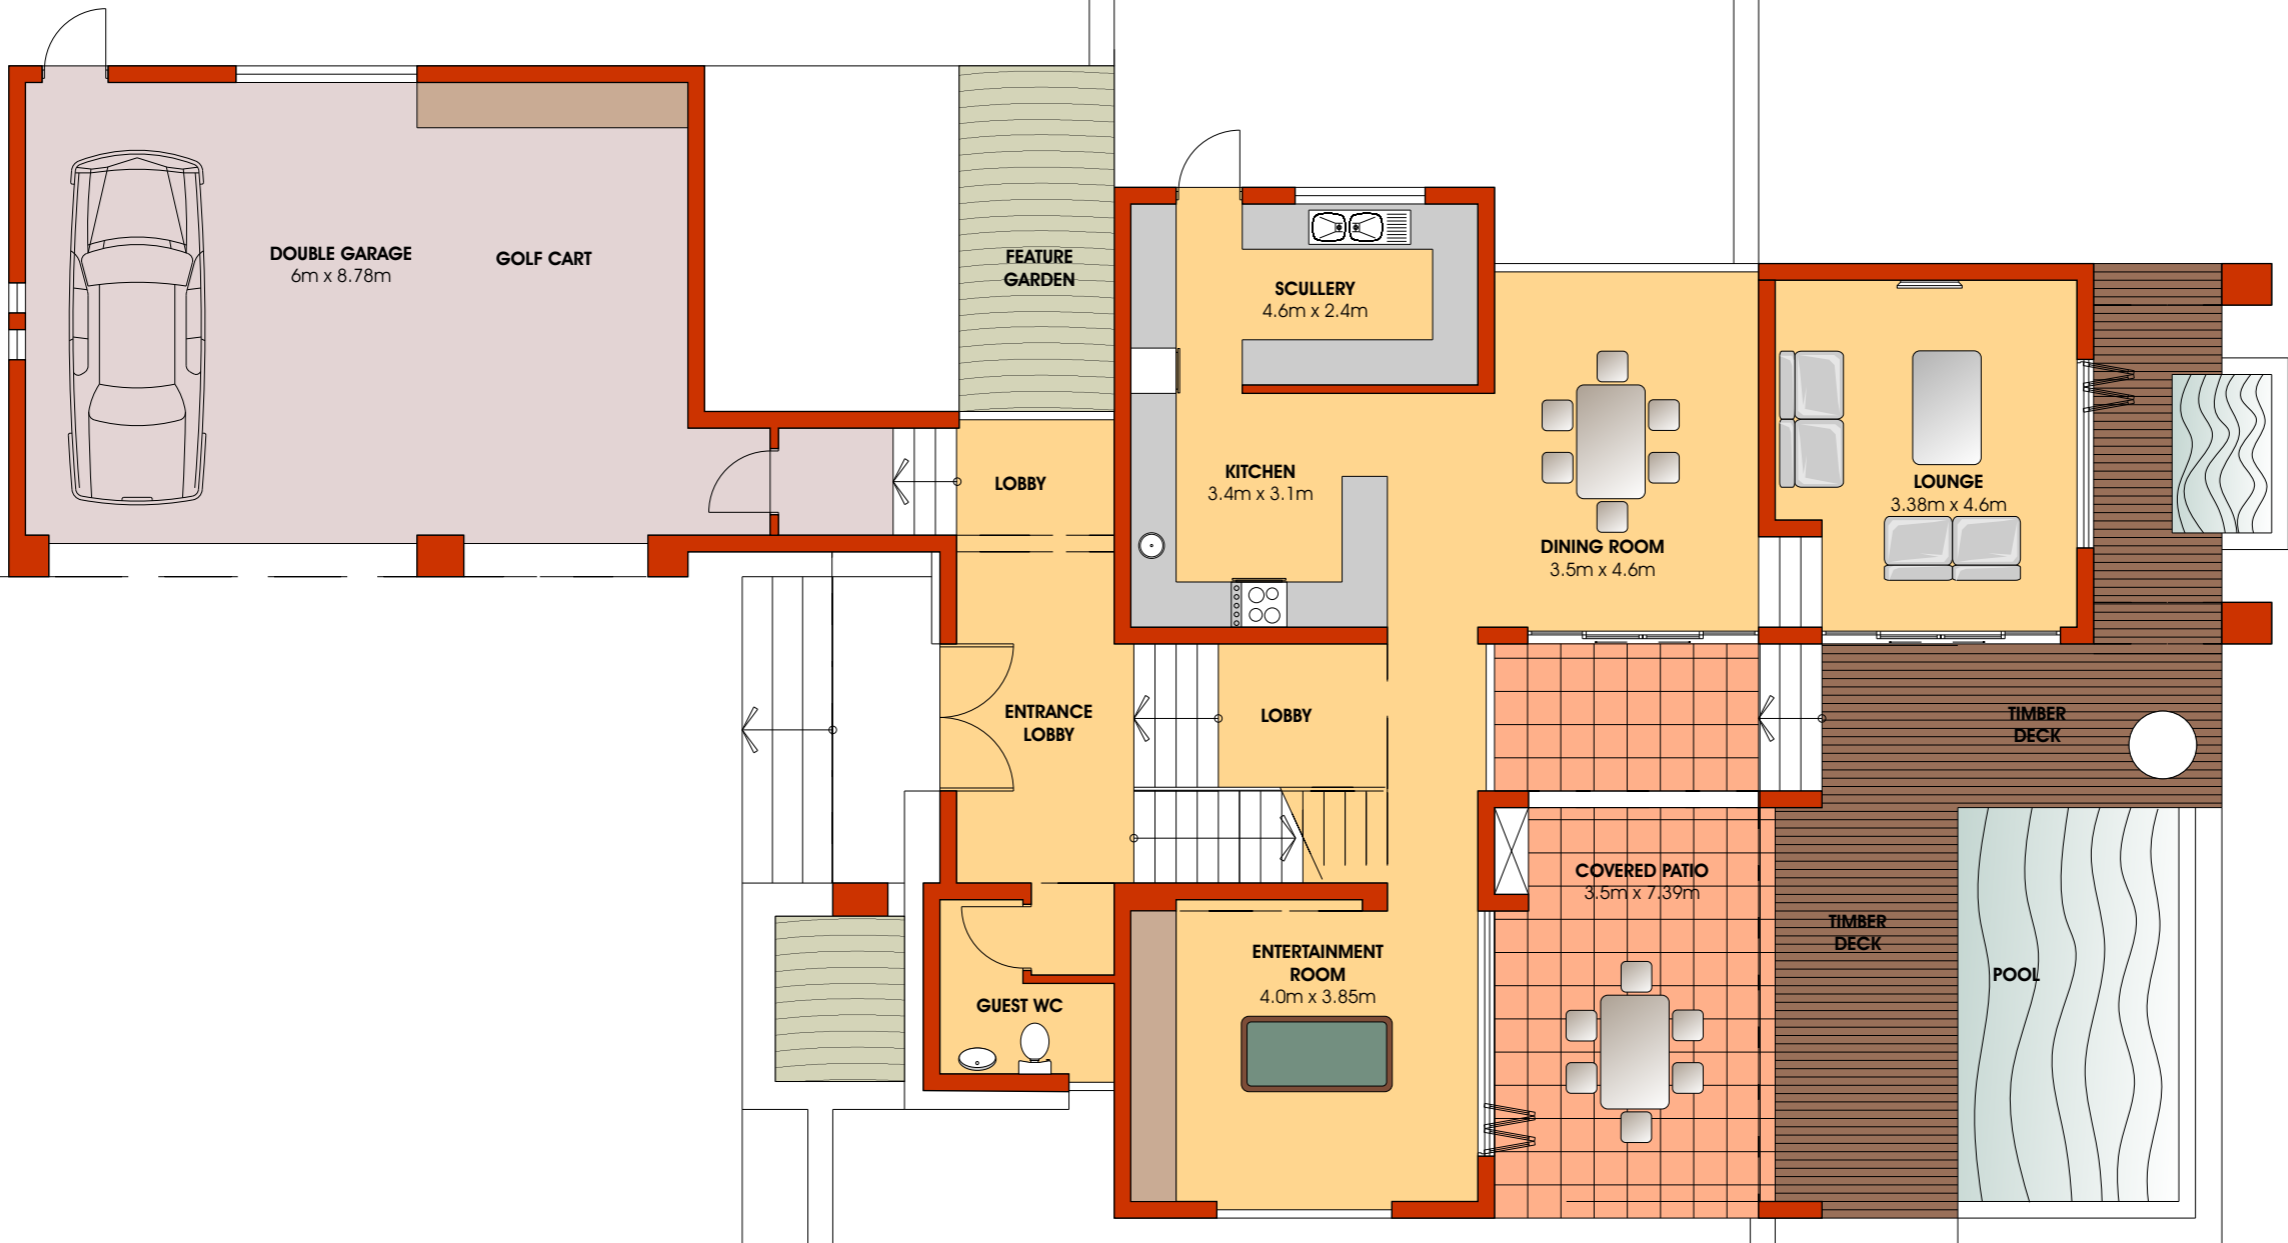 DOUBLE GARAGE
6m x 8.78m
GOLF CART
FEATURE
GARDEN
SCULLERY
4.6m x 2.4m
LOBBY
KITCHEN
3.4m x 3.1m
DINING ROOM
3.5m x 4.6m
LOUNGE
3.38m x 4.6m
ENTRANCE
LOBBY
LOBBY
TIMBER
DECK
COVERED PATIO
3.5m x 7.39m
TIMBER
DECK
POOL
ENTERTAINMENT
ROOM
4.0m x 3.85m
GUEST WC